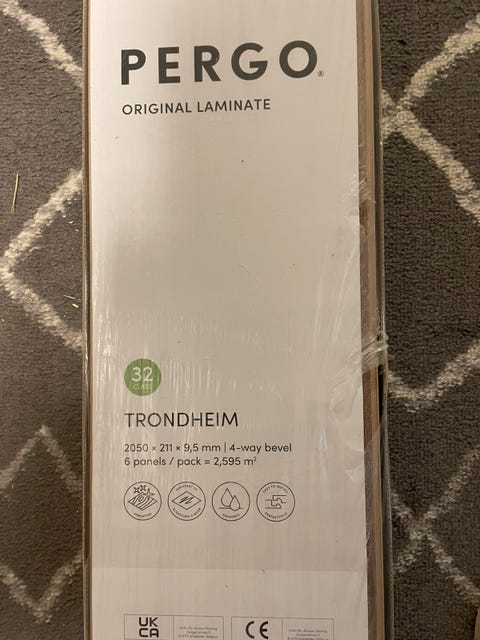 PERGO®
ORIGINAL LAMINATE
32
CLASS
TRONDHEIM
2050 × 211 × 9,5 mm | 4-way bevel
6 panels / pack = 2,595 m²
UK
CA
CE